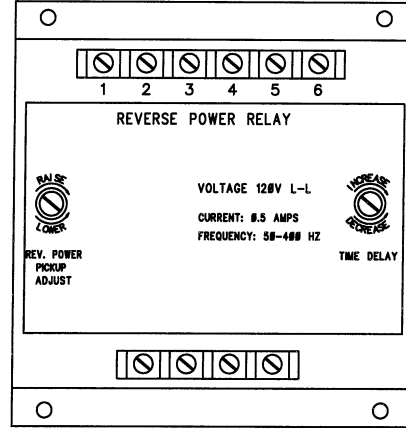 1 2 3 4 5 6
REVERSE POWER RELAY
RAISE
LOWER
REV. POWER
PICKUP
ADJUST
VOLTAGE 120V L-L
CURRENT: 0.5 AMPS
FREQUENCY: 50-400 HZ
INCREASE
DECREASE
TIME DELAY